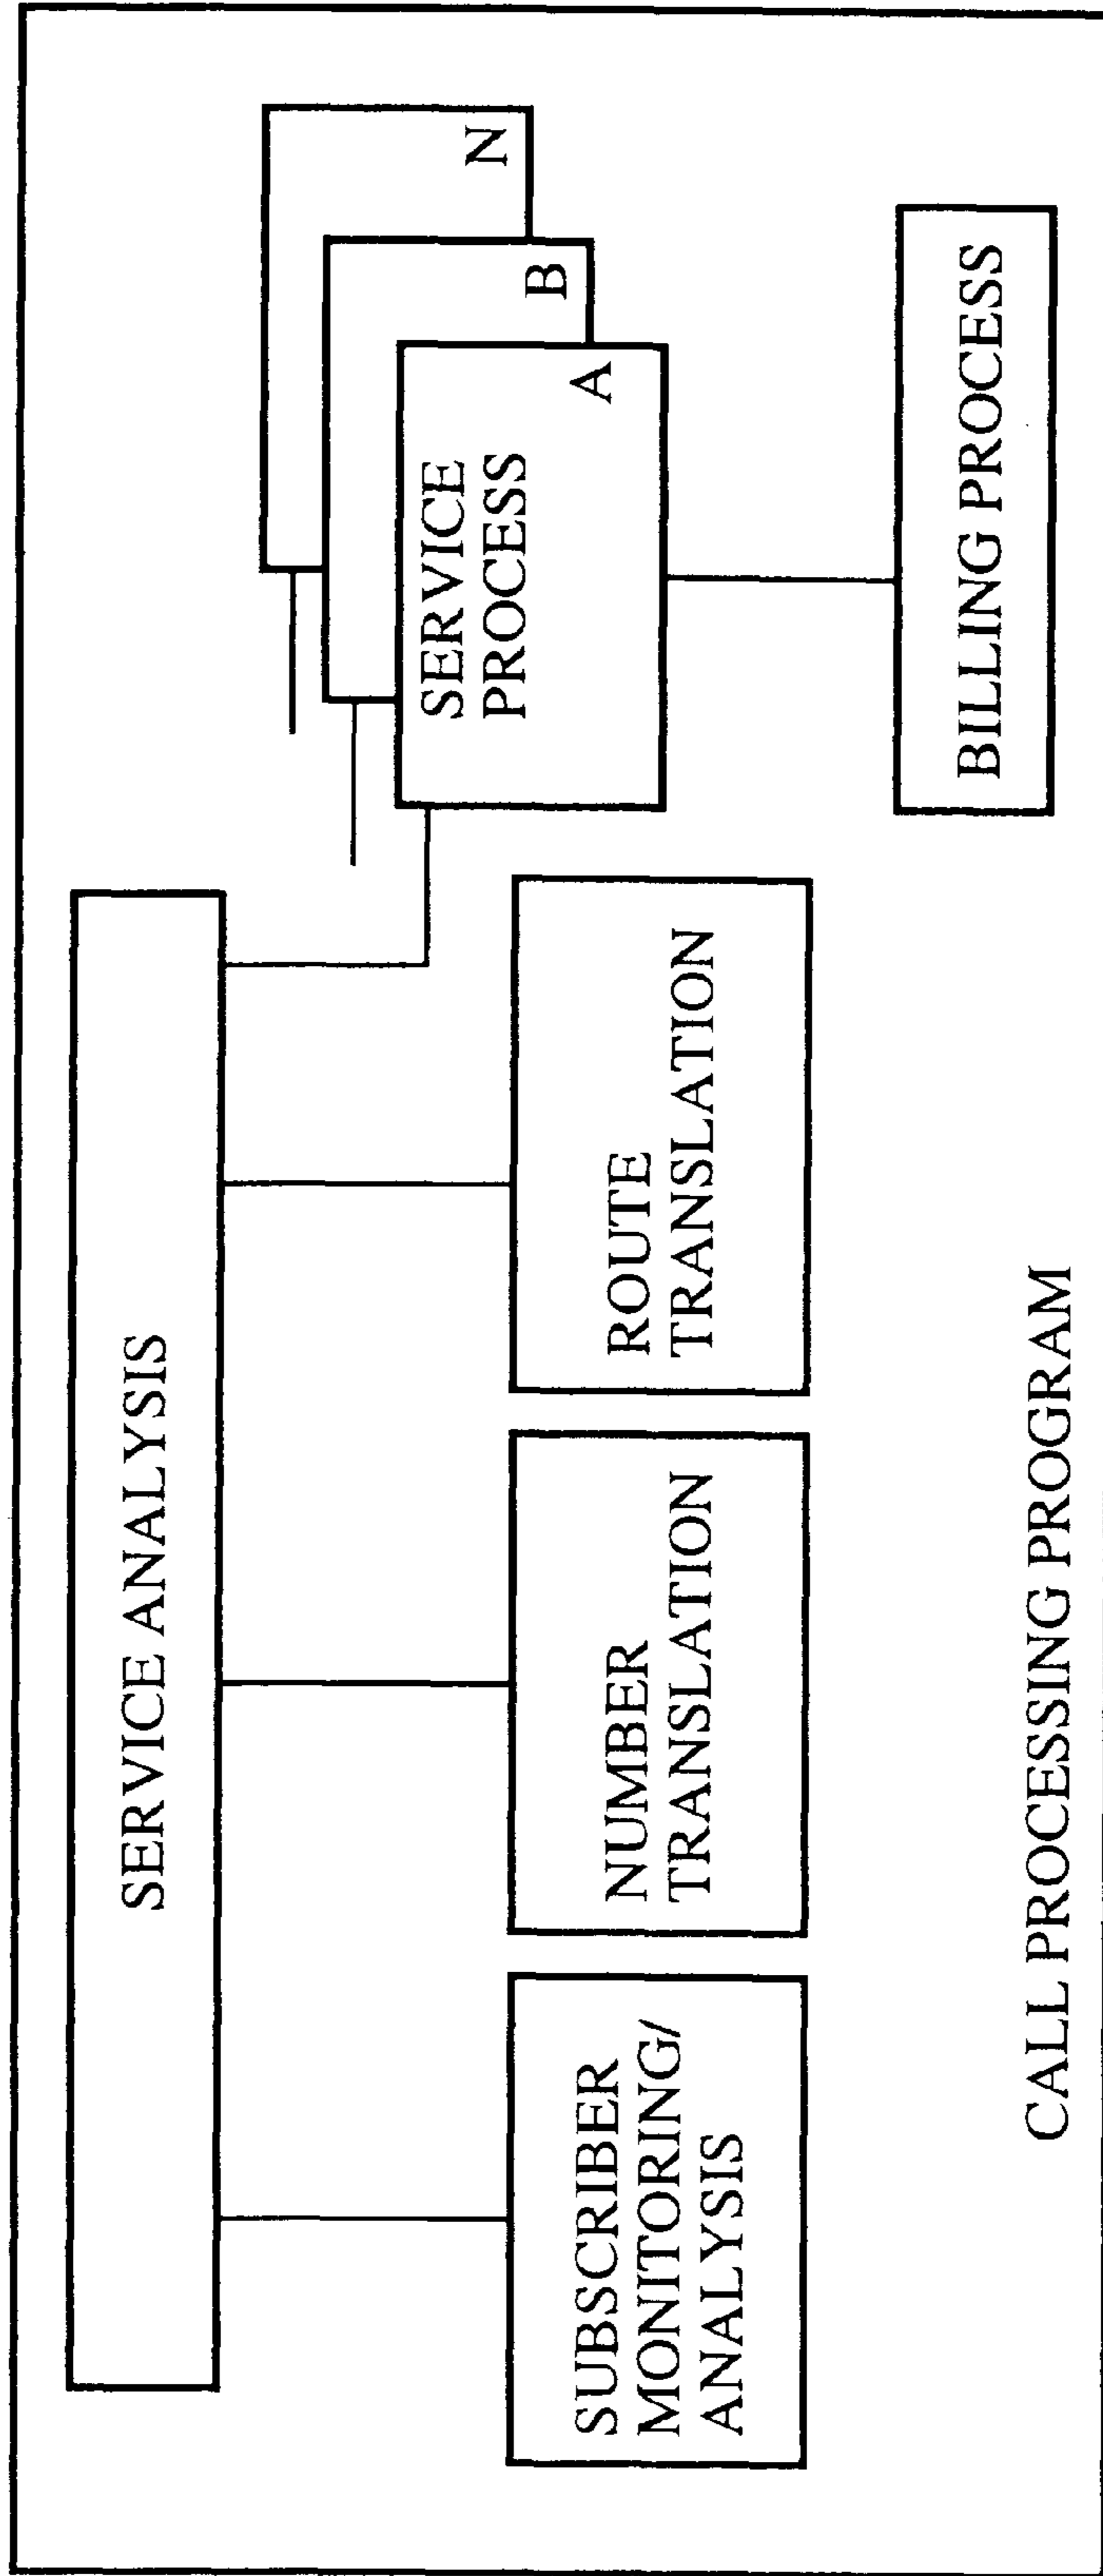 SERVICE ANALYSIS
SUBSCRIBER
MONITORING/
ANALYSIS
NUMBER
TRANSLATION
ROUTE
TRANSLATION
SERVICE
PROCESS
A
B
N
BILLING PROCESS
CALL PROCESSING PROGRAM